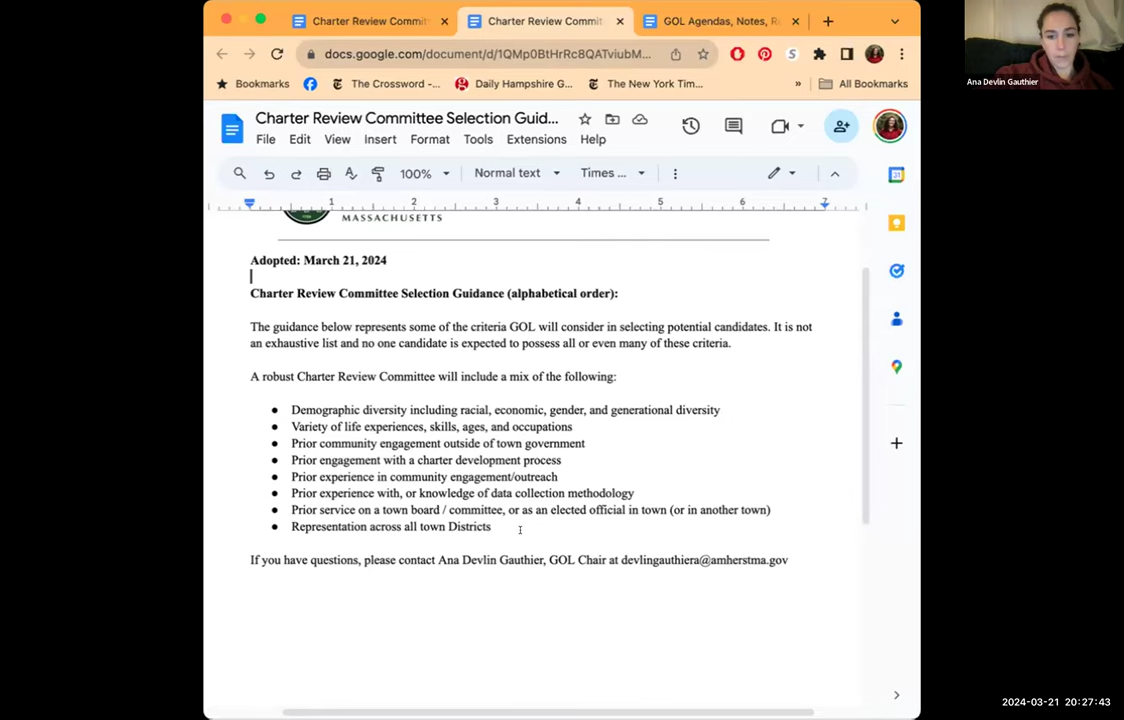 Charter Review Committ
Charter Review Commit
GOL Agendas, Notes, R
docs.google.com/document/d/1QMp0BtHrRc8QATviubM...
Bookmarks
The Crossword -...
Daily Hampshire G...
The New York Tim...
»
All Bookmarks
Ana Devlin Gauthier
Charter Review Committee Selection Guid...
File Edit View Insert Format Tools Extensions Help
100% Normal text Times ...
1 2 3 4 5 6 7
MASSACHUSETTS
Adopted: March 21, 2024
Charter Review Committee Selection Guidance (alphabetical order):
The guidance below represents some of the criteria GOL will consider in selecting potential candidates. It is not
an exhaustive list and no one candidate is expected to possess all or even many of these criteria.
A robust Charter Review Committee will include a mix of the following:
● Demographic diversity including racial, economic, gender, and generational diversity
● Variety of life experiences, skills, ages, and occupations
● Prior community engagement outside of town government
● Prior engagement with a charter development process
● Prior experience in community engagement/outreach
● Prior experience with, or knowledge of data collection methodology
● Prior service on a town board / committee, or as an elected official in town (or in another town)
● Representation across all town Districts
If you have questions, please contact Ana Devlin Gauthier, GOL Chair at devlingauthiera@amherstma.gov
2024-03-21 20:27:43